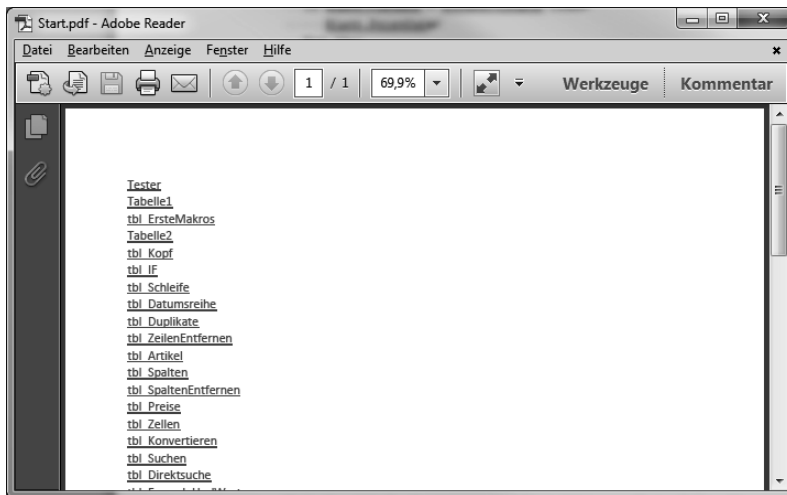 Start.pdf - Adobe Reader
Datei Bearbeiten Anzeige Fenster Hilfe
1 / 1 69,9% Werkzeuge Kommentar
Tester
Tabelle1
tbl_ErsteMakros
Tabelle2
tbl_Kopf
tbl_IF
tbl_Schleife
tbl_Datumsreihe
tbl_Duplikate
tbl_ZeilenEntfernen
tbl_Artikel
tbl_Spalten
tbl_SpaltenEntfernen
tbl_Preise
tbl_Zellen
tbl_Konvertieren
tbl_Suchen
tbl_Direktsuche